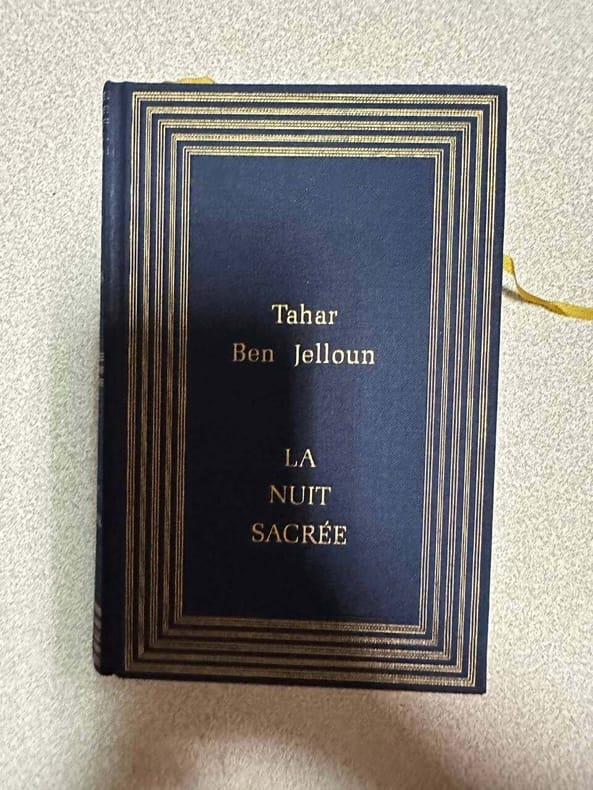 Tahar
Ben Jelloun
LA
NUIT
SACRÉE